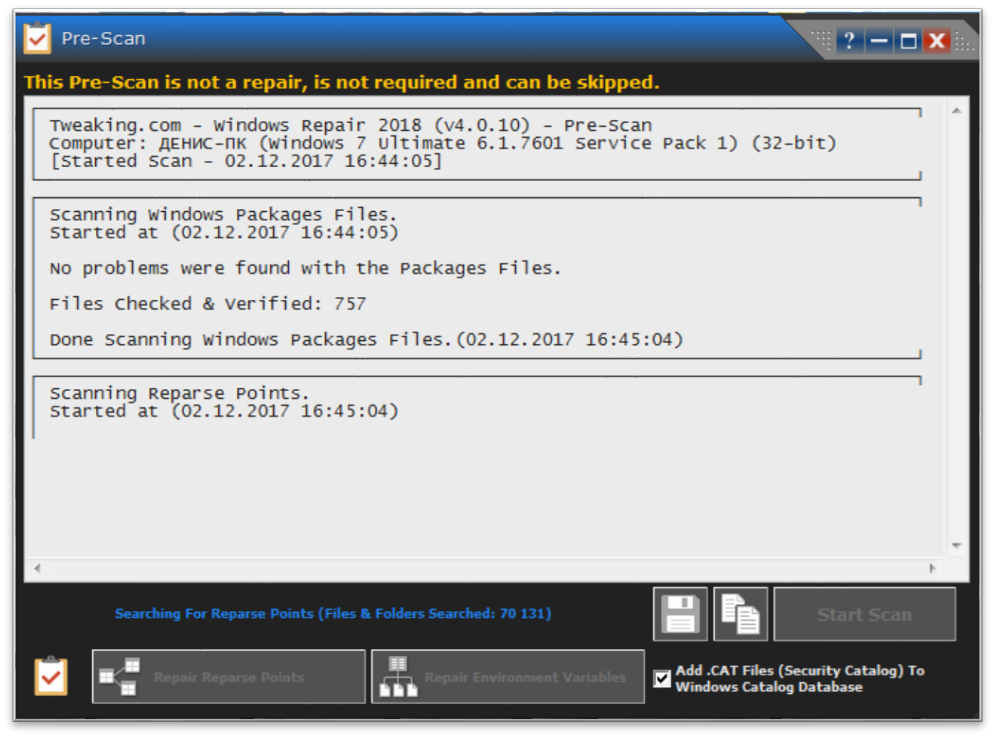 Pre-Scan
?
This Pre-Scan is not a repair, is not required and can be skipped.
Tweaking.com - Windows Repair 2018 (v4.0.10) - Pre-Scan
Computer: ДЕНИС-ПК (Windows 7 Ultimate 6.1.7601 Service Pack 1) (32-bit)
[Started Scan - 02.12.2017 16:44:05]
Scanning Windows Packages Files.
Started at (02.12.2017 16:44:05)
No problems were found with the Packages Files.
Files Checked & Verified: 757
Done Scanning Windows Packages Files.(02.12.2017 16:45:04)
Scanning Reparse Points.
Started at (02.12.2017 16:45:04)
Searching For Reparse Points (Files & Folders Searched: 70 131)
Start Scan
Repair Reparse Points
Repair Environment Variables
Add .CAT Files (Security Catalog) To
Windows Catalog Database